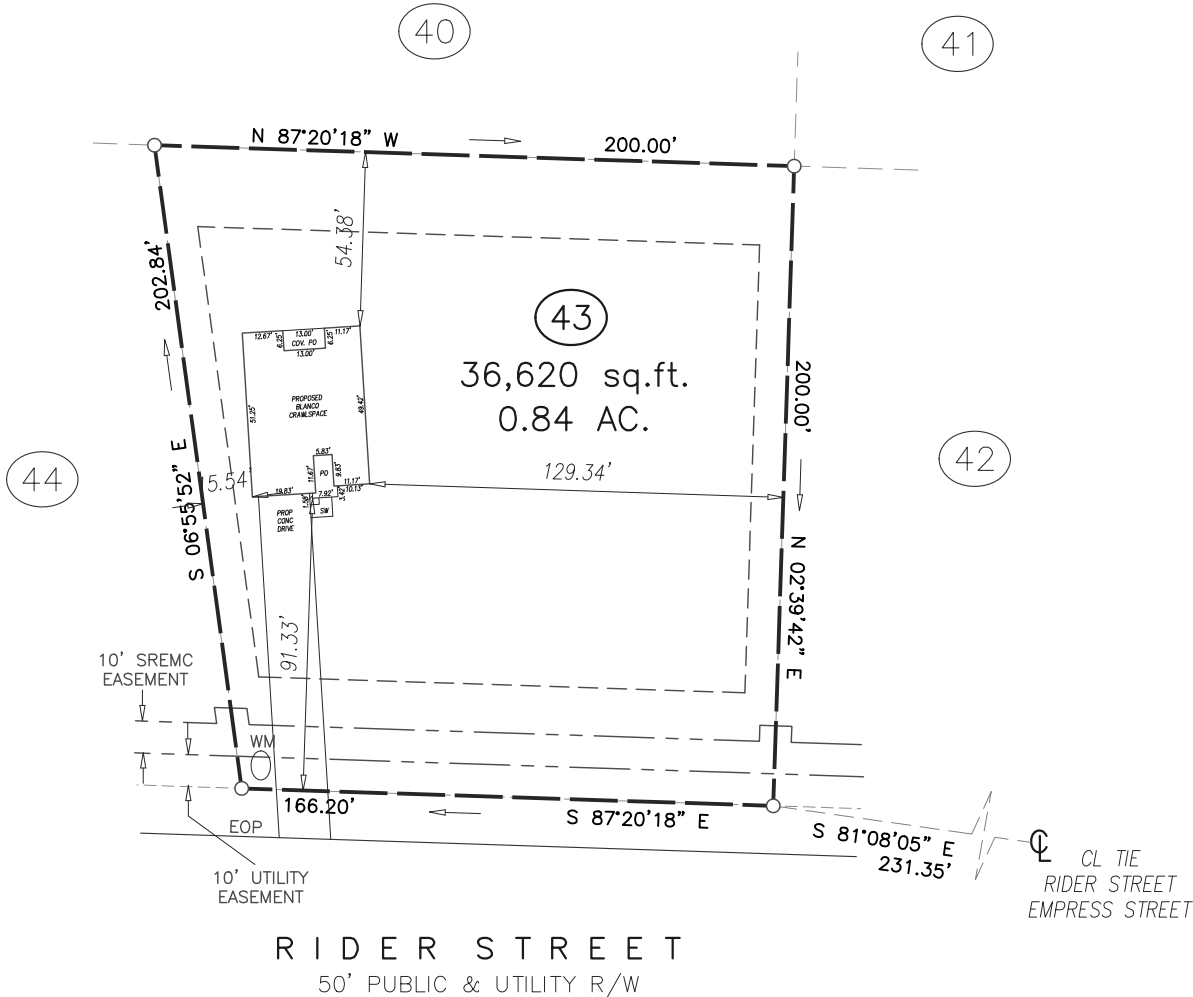 40
41
N 87°20'18" W
200.00'
54.38'
202.84'
43
36,620 sq.ft.
0.84 AC.
12.67'
6.25'
13.00'
COV. PO
13.00'
6.25'
11.17'
PROPOSED
BLANCO
CRAWLSPACE
51.25'
49.42'
200.00'
44
42
S 06°55'52" E
5.54'
129.34'
5.83'
11.67'
PO
9.83'
11.17'
10.13'
19.83'
7.92'
3.42'
1.58'
SW
PROP
CONC
DRIVE
N 02°39'42" E
91.33'
10' SREMC
EASEMENT
WM
166.20'
S 87°20'18" E
EOP
S 81°08'05" E
231.35'
CL
CL TIE
RIDER STREET
EMPRESS STREET
10' UTILITY
EASEMENT
RIDER STREET
50' PUBLIC & UTILITY R/W